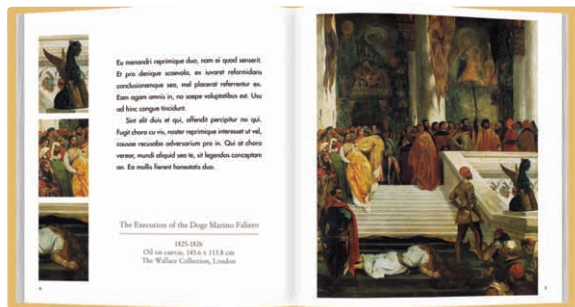 Eu menandri reprimique duo, nam ei quod senserit.
Et pro denique scaevola, ex iuvaret reformidans
conclusionemque sea, mel placerat referrentur ex.
Eam agam omnis in, no saepe voluptatibus est. Usu
ad hinc congue tincidunt.
Sint elit duis et qui, offendit percipitur no qui.
Fugit choro cu vis, noster reprimique interesset ut vel,
causae recusabo adversarium pro in. Qui at choro
verear, mundi aliquid sea te, sit legendos conceptam
an. Ea mollis fierent honestatis duo.
The Execution of the Doge Marino Faliero
1825-1826
Oil on canvas, 145.6 x 113.8 cm
The Wallace Collection, London